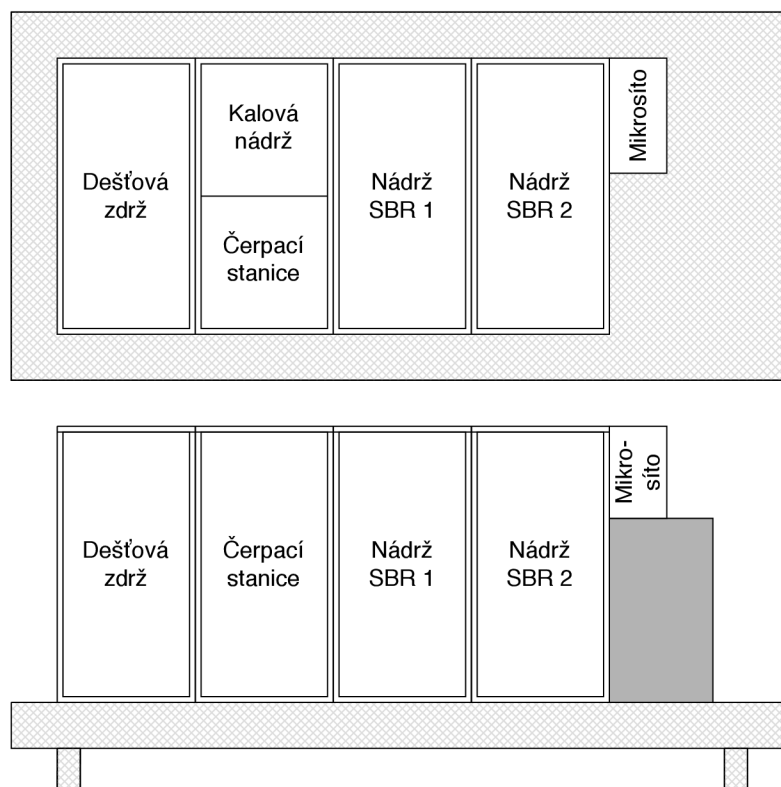 Dešťová
zdrž
Kalová
nádrž
Čerpací
stanice
Nádrž
SBR 1
Nádrž
SBR 2
Mikrosíto
Dešťová
zdrž
Čerpací
stanice
Nádrž
SBR 1
Nádrž
SBR 2
Mikro-
síto